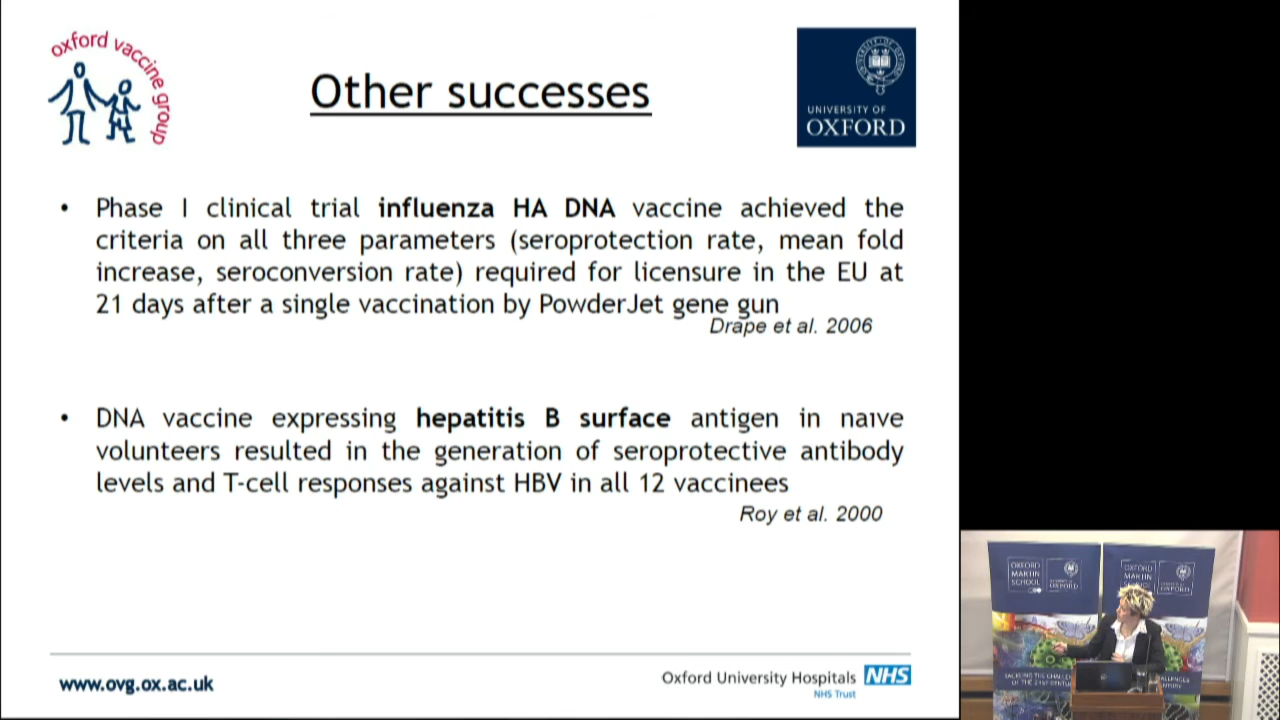 oxford vaccine group
Other successes
UNIVERSITY OF
OXFORD
• Phase I clinical trial influenza HA DNA vaccine achieved the
criteria on all three parameters (seroprotection rate, mean fold
increase, seroconversion rate) required for licensure in the EU at
21 days after a single vaccination by PowderJet gene gun
Drape et al. 2006
• DNA vaccine expressing hepatitis B surface antigen in naıve
volunteers resulted in the generation of seroprotective antibody
levels and T-cell responses against HBV in all 12 vaccinees
Roy et al. 2000
www.ovg.ox.ac.uk
Oxford University Hospitals NHS
NHS Trust
OXFORD
MARTIN
SCHOOL
OXFORD
OXFORD
MARTIN
OXFORD